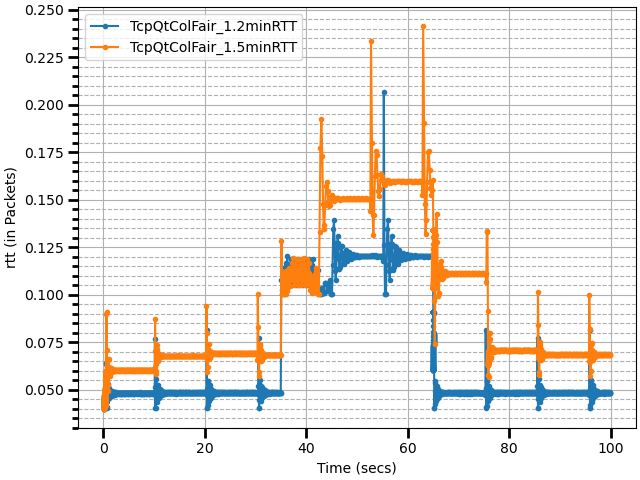 TcpQtColFair_1.2minRTT
TcpQtColFair_1.5minRTT
rtt (in Packets)
0.250
0.225
0.200
0.175
0.150
0.125
0.100
0.075
0.050
0 20 40 60 80 100
Time (secs)